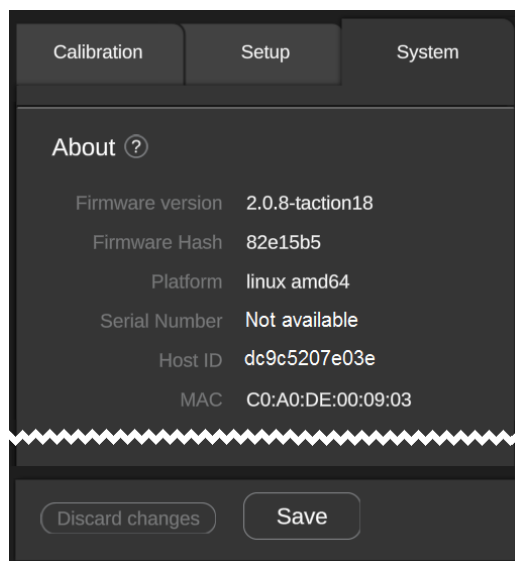 Calibration Setup System
About ?
Firmware version 2.0.8-taction18
Firmware Hash 82e15b5
Platform linux amd64
Serial Number Not available
Host ID dc9c5207e03e
MAC C0:A0:DE:00:09:03
Discard changes Save